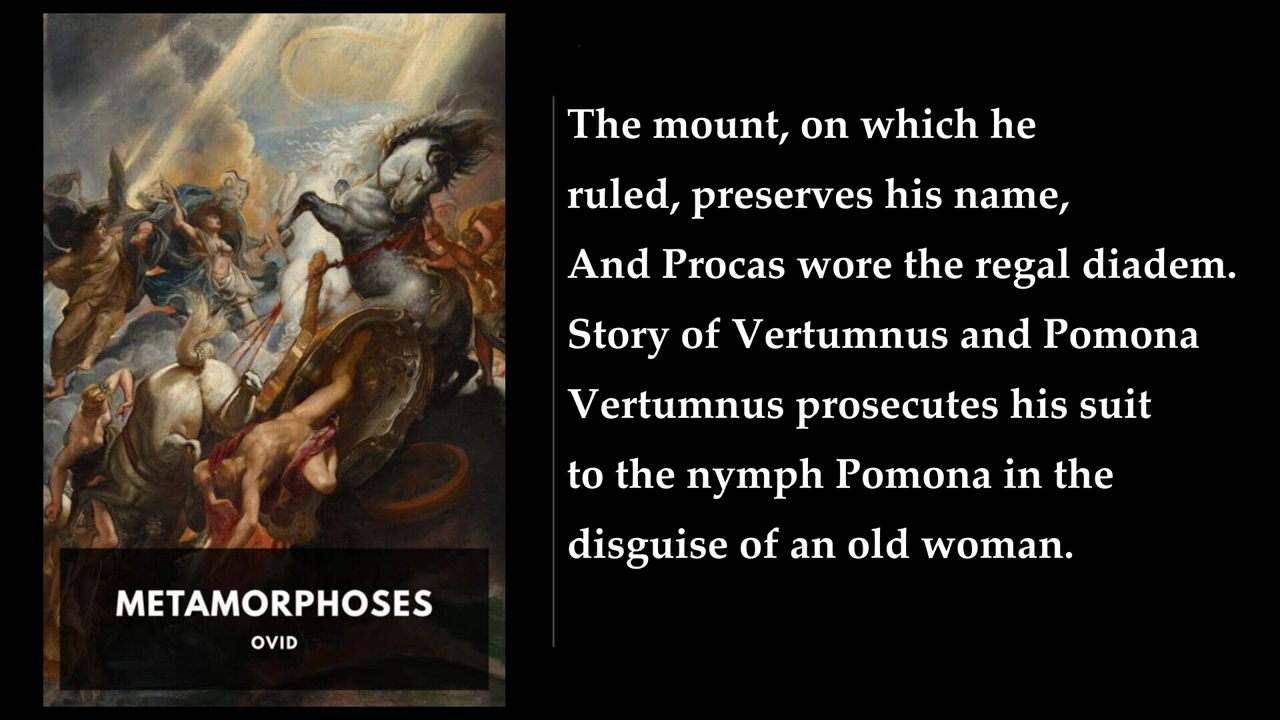 METAMORPHOSES
OVID
The mount, on which he
ruled, preserves his name,
And Procas wore the regal diadem.
Story of Vertumnus and Pomona
Vertumnus prosecutes his suit
to the nymph Pomona in the
disguise of an old woman.